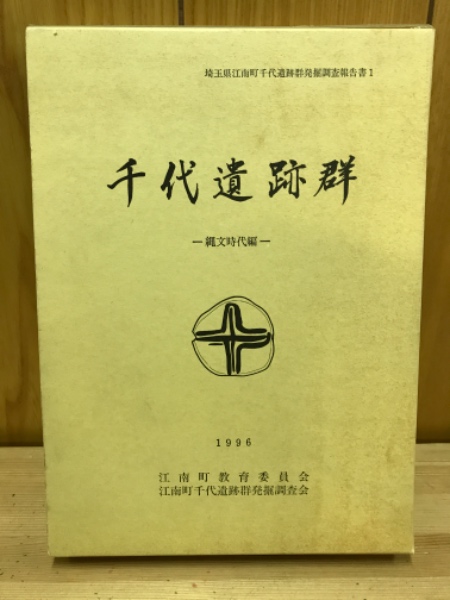 埼玉県江南町千代遺跡群発掘調査報告書1
千代遺跡群
―縄文時代編―
1996
江南町教育委員会
江南町千代遺跡群発掘調査会